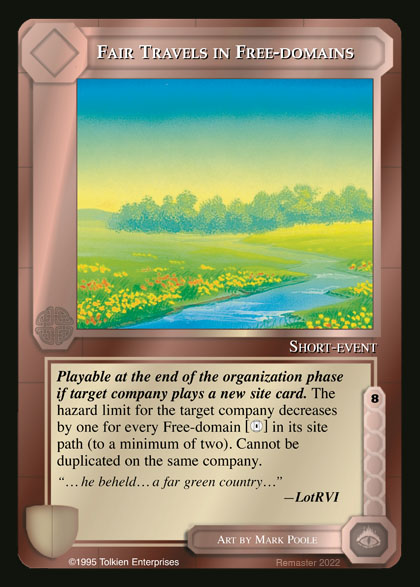 Fair Travels in Free-domains
Short-event
Playable at the end of the organization phase
if target company plays a new site card. The
hazard limit for the target company decreases
by one for every Free-domain [ ] in its site
path (to a minimum of two). Cannot be
duplicated on the same company.
8
“… he beheld… a far green country…”
—LotRVI
Art by Mark Poole
©1995 Tolkien Enterprises
Remaster 2022